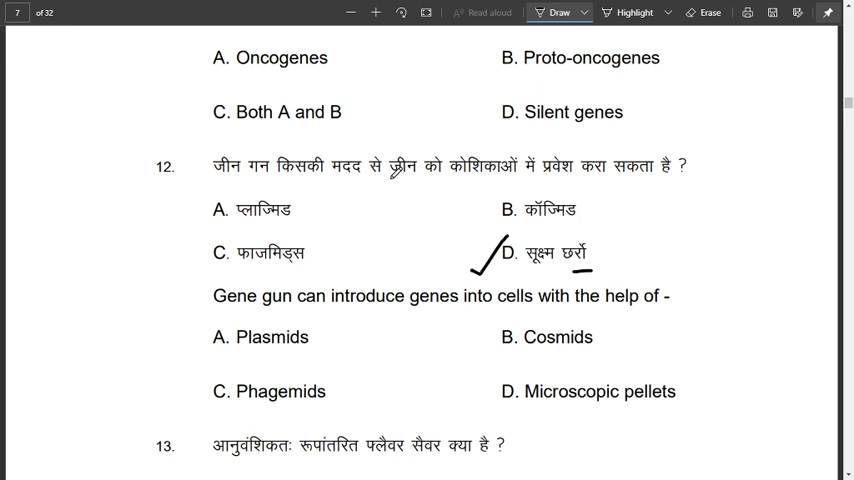 7 of 32 Read aloud Draw Highlight Erase
A. Oncogenes B. Proto-oncogenes
C. Both A and B D. Silent genes
12. जीन गन किसकी मदद से जीन को कोशिकाओं में प्रवेश करा सकता है ?
A. प्लाज्मिड B. कॉज्मिड
C. फाजमिड्स D. सूक्ष्म छर्रो
Gene gun can introduce genes into cells with the help of -
A. Plasmids B. Cosmids
C. Phagemids D. Microscopic pellets
13. आनुवंशिकतः रूपांतरित फ्लैवर सैवर क्या है ?